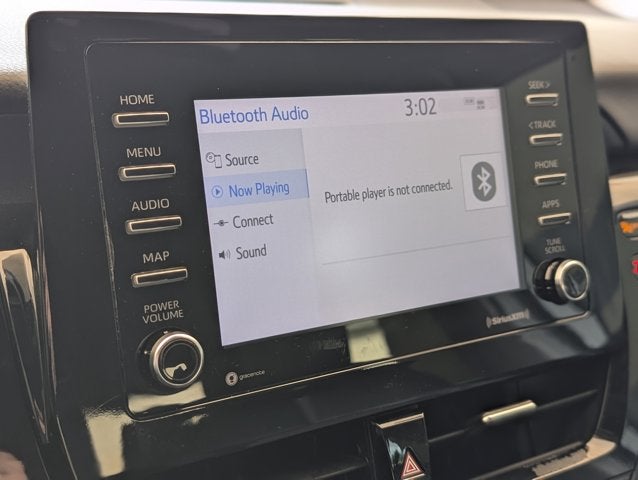 HOME
MENU
AUDIO
MAP
POWER
VOLUME
Bluetooth Audio
3:02
Source
Now Playing
Connect
Sound
Portable player is not connected.
SEEK >
< TRACK
PHONE
APPS
TUNE
SCROLL
gracenote
((SiriusXM))